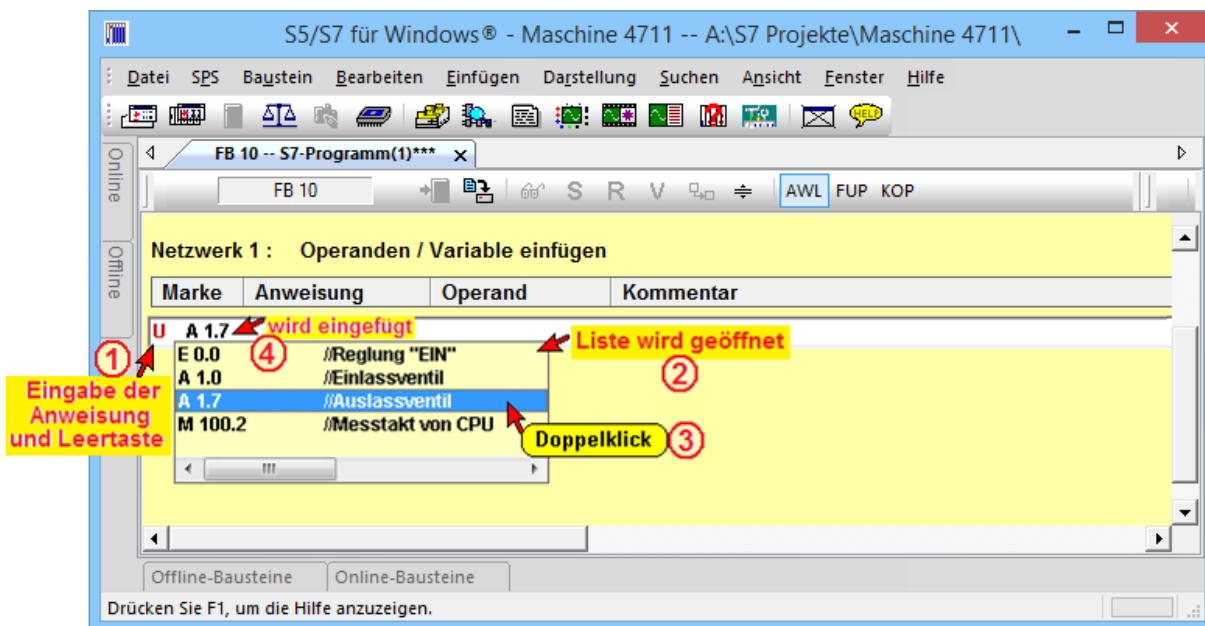 S5/S7 für Windows® - Maschine 4711 -- A:\S7 Projekte\Maschine 4711\
Datei SPS Baustein Bearbeiten Einfügen Darstellung Suchen Ansicht Fenster Hilfe
HELP
Online
Offline
FB 10 -- S7-Programm(1)***
FB 10 S R V AWL FUP KOP
Netzwerk 1 : Operanden / Variable einfügen
Marke Anweisung Operand Kommentar
U A 1.7 wird eingefügt
E 0.0 //Reglung "EIN"
A 1.0 //Einlassventil
A 1.7 //Auslassventil
M 100.2 //Messtakt von CPU
1
Eingabe der
Anweisung
und Leertaste
4
Liste wird geöffnet
2
Doppelklick 3
Offline-Bausteine Online-Bausteine
Drücken Sie F1, um die Hilfe anzuzeigen.